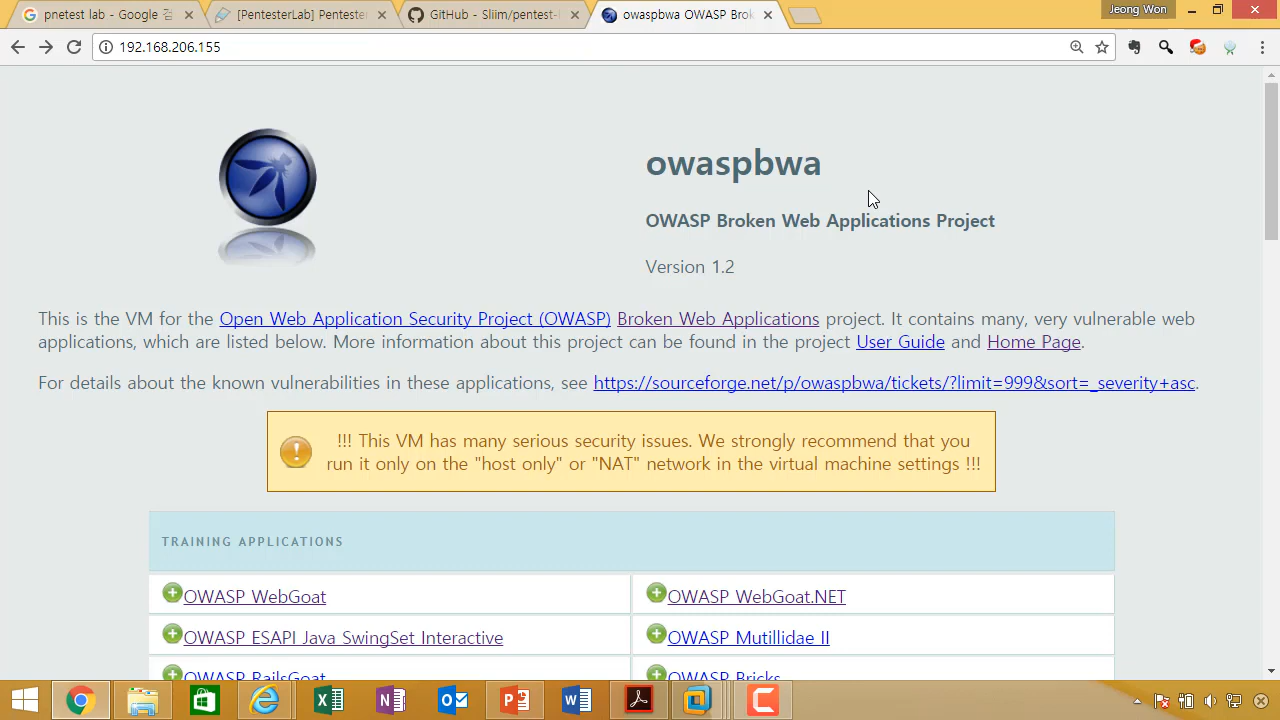 pnetest lab - Google 검
[PentesterLab] Penteste
GitHub - Sliim/pentest-
owaspbwa OWASP Brok
Jeong Won
192.168.206.155
owaspbwa
OWASP Broken Web Applications Project
Version 1.2
This is the VM for the Open Web Application Security Project (OWASP) Broken Web Applications project. It contains many, very vulnerable web
applications, which are listed below. More information about this project can be found in the project User Guide and Home Page.
For details about the known vulnerabilities in these applications, see https://sourceforge.net/p/owaspbwa/tickets/?limit=999&sort=_severity+asc.
!!! This VM has many serious security issues. We strongly recommend that you
run it only on the "host only" or "NAT" network in the virtual machine settings !!!
TRAINING APPLICATIONS
OWASP WebGoat
OWASP WebGoat.NET
OWASP ESAPI Java SwingSet Interactive
OWASP Mutillidae II
OWASP RailsGoat
OWASP Bricks